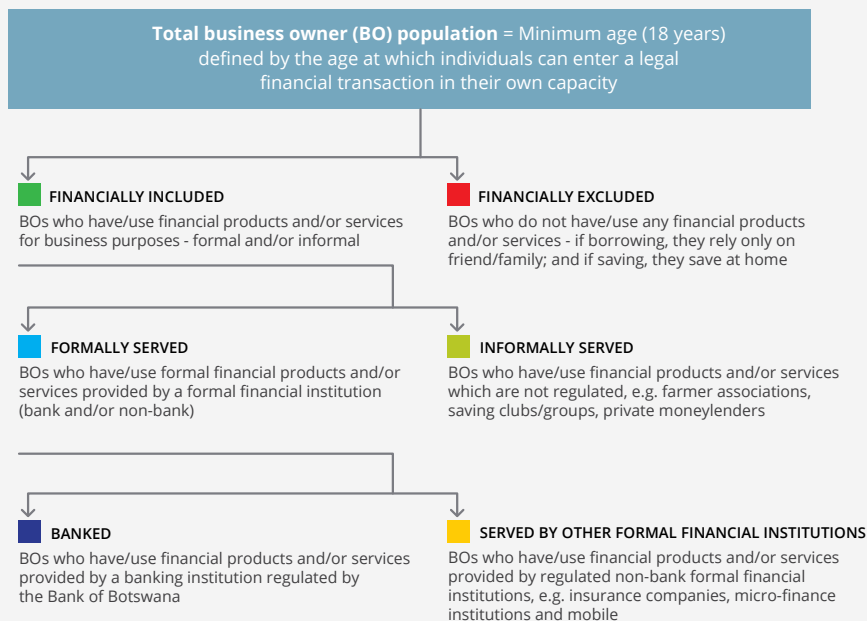 Total business owner (BO) population = Minimum age (18 years)
defined by the age at which individuals can enter a legal
financial transaction in their own capacity
FINANCIALLY INCLUDED
BOs who have/use financial products and/or services
for business purposes - formal and/or informal
FINANCIALLY EXCLUDED
BOs who do not have/use any financial products
and/or services - if borrowing, they rely only on
friend/family; and if saving, they save at home
FORMALLY SERVED
BOs who have/use formal financial products and/or
services provided by a formal financial institution
(bank and/or non-bank)
INFORMALLY SERVED
BOs who have/use financial products and/or services
which are not regulated, e.g. farmer associations,
saving clubs/groups, private moneylenders
BANKED
BOs who have/use financial products and/or services
provided by a banking institution regulated by
the Bank of Botswana
SERVED BY OTHER FORMAL FINANCIAL INSTITUTIONS
BOs who have/use financial products and/or services
provided by regulated non-bank formal financial
institutions, e.g. insurance companies, micro-finance
institutions and mobile